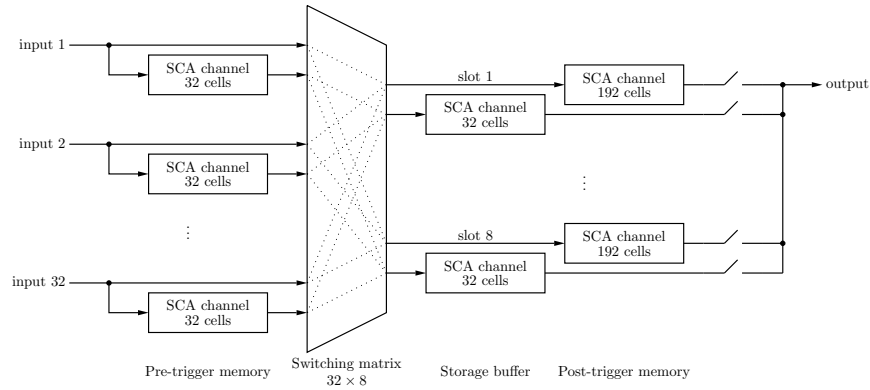 input 1
SCA channel
32 cells
input 2
SCA channel
32 cells
⋮
input 32
SCA channel
32 cells
slot 1
SCA channel
192 cells
SCA channel
32 cells
⋮
slot 8
SCA channel
192 cells
SCA channel
32 cells
output
Pre-trigger memory
Switching matrix
32 × 8
Storage buffer
Post-trigger memory